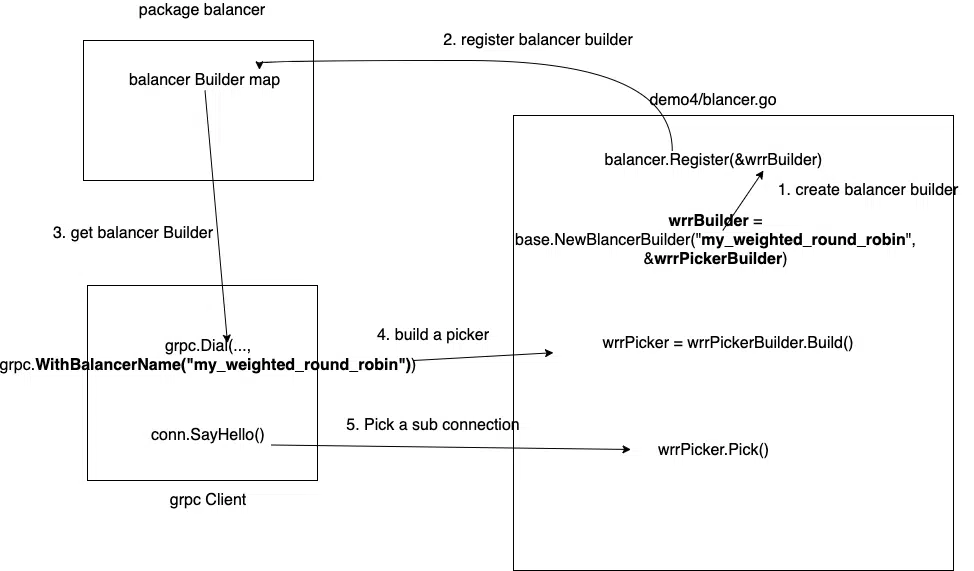 package balancer
2. register balancer builder
balancer Builder map
demo4/blancer.go
balancer.Register(&wrrBuilder)
1. create balancer builder
wrrBuilder =
base.NewBlancerBuilder("my_weighted_round_robin",
&wrrPickerBuilder)
3. get balancer Builder
grpc.Dial(...,
grpc.WithBalancerName("my_weighted_round_robin"))
4. build a picker
wrrPicker = wrrPickerBuilder.Build()
conn.SayHello()
5. Pick a sub connection
wrrPicker.Pick()
grpc Client